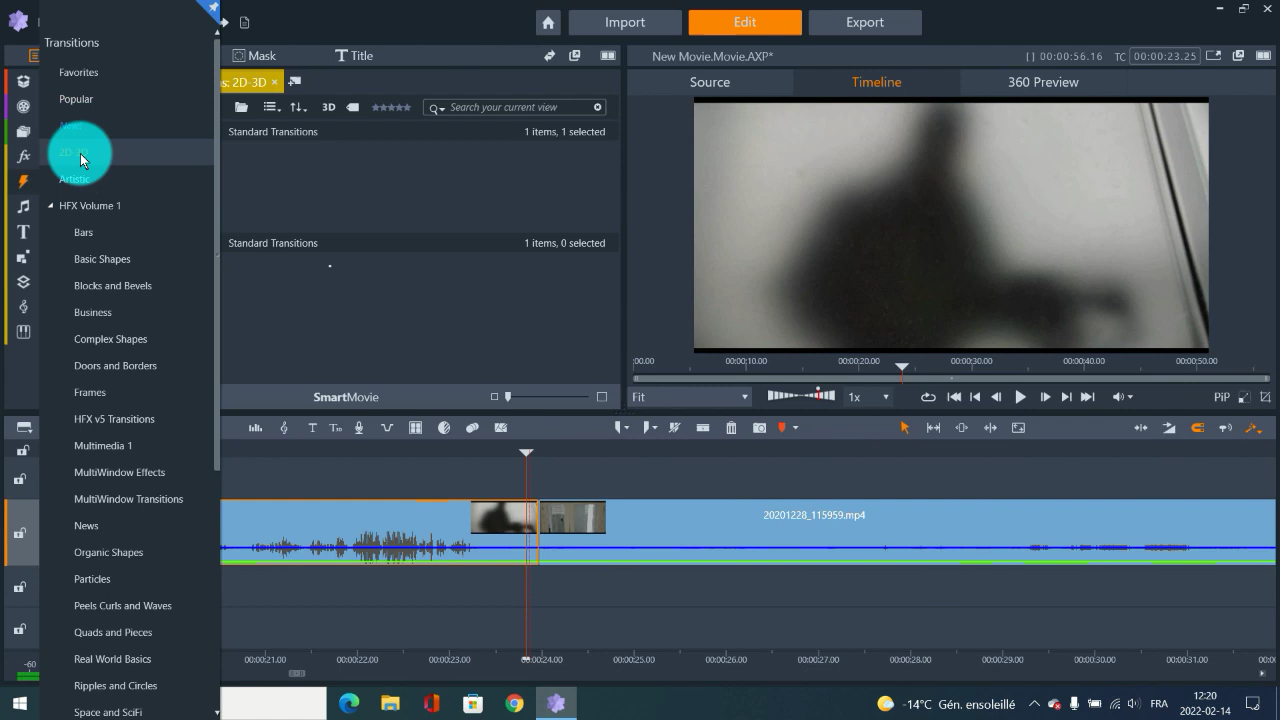 Import
Edit
Export
Transitions
Mask
Title
New Movie.Movie.AXP*
[ ] 00:00:56.16
TC
00:00:23.25
Favorites
s: 2D-3D
×
Source
Timeline
360 Preview
Popular
3D
Search your current view
News
Standard Transitions
1 items, 1 selected
2D-3D
Artistic
HFX Volume 1
Bars
Standard Transitions
1 items, 0 selected
Basic Shapes
Blocks and Bevels
Business
Complex Shapes
Doors and Borders
:00.00
00:00:10.00
00:00:20.00
00:00:30.00
00:00:40.00
00:00:50.00
Frames
SmartMovie
Fit
1x
PiP
HFX v5 Transitions
Multimedia 1
MultiWindow Effects
MultiWindow Transitions
News
20201228_115959.mp4
Organic Shapes
Particles
Peels Curls and Waves
Quads and Pieces
Real World Basics
-60
00:00:21.00
00:00:22.00
00:00:23.00
00:00:24.00
00:00:25.00
00:00:26.00
00:00:27.00
00:00:28.00
00:00:29.00
00:00:30.00
00:00:31.00
Ripples and Circles
Space and SciFi
-14°C Gén. ensoleillé
FRA
12:20
2022-02-14